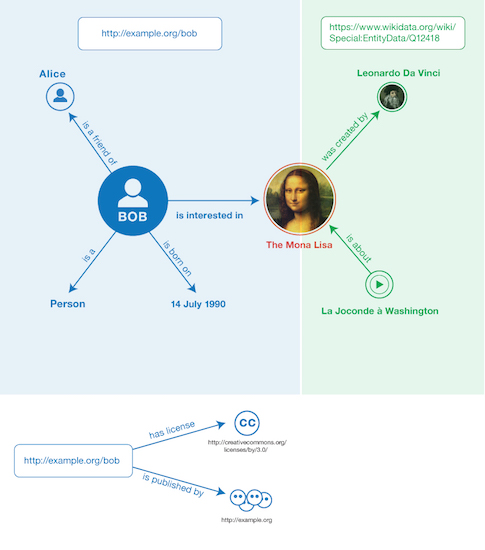 http://example.org/bob
https://www.wikidata.org/wiki/
Special:EntityData/Q12418
Alice
Leonardo Da Vinci
is a friend of
was created by
BOB
is interested in
The Mona Lisa
is a
is born on
is about
Person
14 July 1990
La Joconde à Washington
has license
CC
http://creativecommons.org/
licenses/by/3.0/
http://example.org/bob
is published by
http://example.org